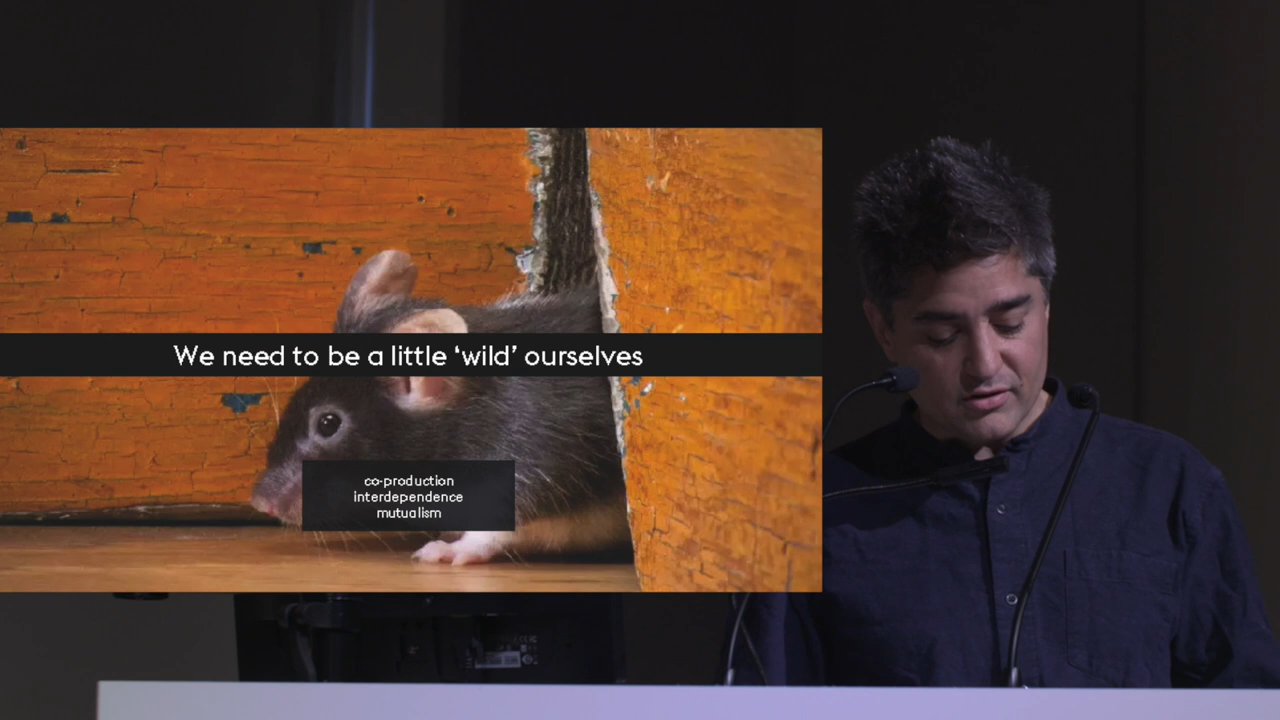 We need to be a little ‘wild’ ourselves
co-production
interdependence
mutualism